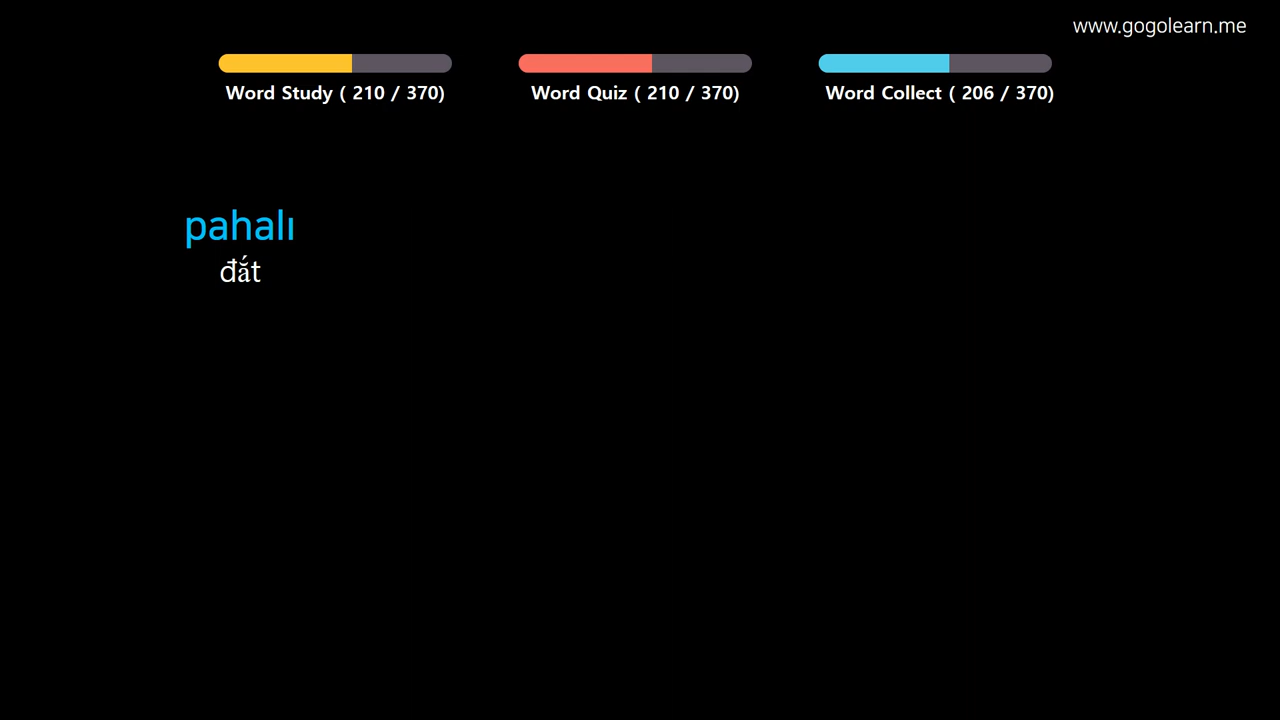 www.gogolearn.me
Word Study ( 210 / 370)
Word Quiz ( 210 / 370)
Word Collect ( 206 / 370)
pahalı
đắt